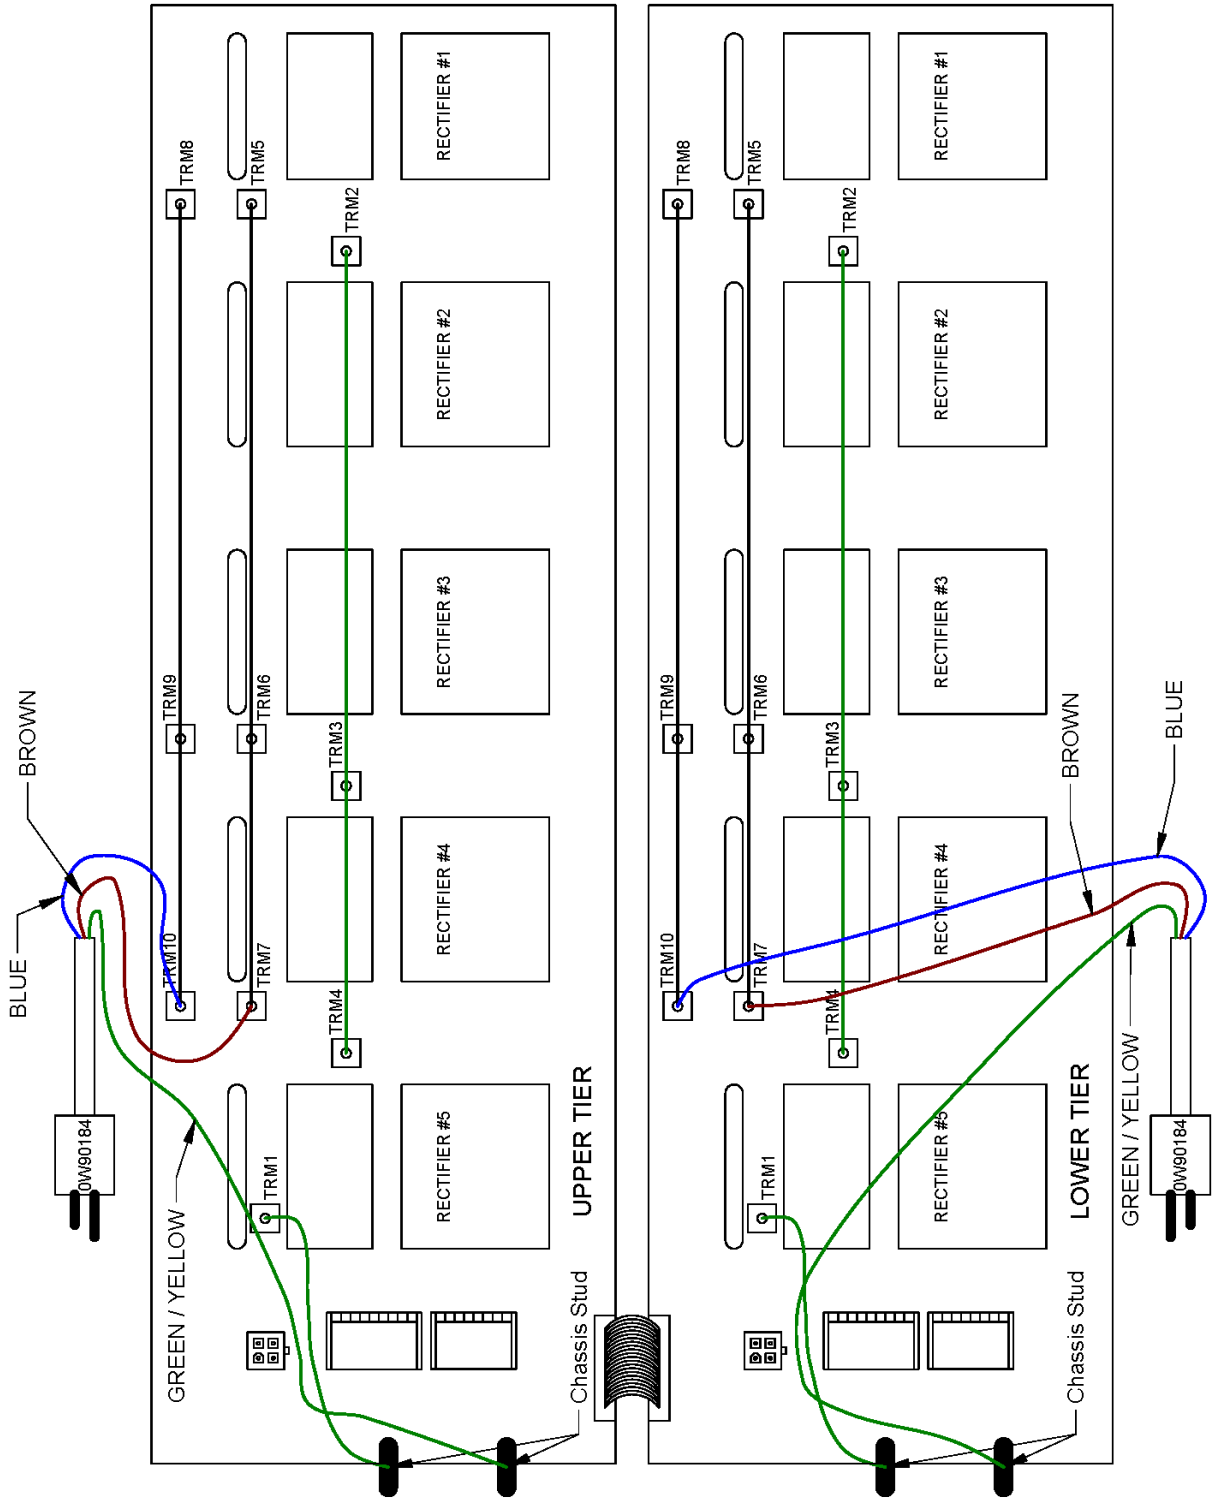 RECTIFIER #1
RECTIFIER #2
RECTIFIER #3
RECTIFIER #4
RECTIFIER #5
TRM8
TRM5
TRM2
TRM9
TRM6
TRM3
TRM10
TRM7
TRM4
TRM1
BROWN
BLUE
GREEN / YELLOW
0W90184
UPPER TIER
Chassis Stud
RECTIFIER #1
RECTIFIER #2
RECTIFIER #3
RECTIFIER #4
RECTIFIER #5
TRM8
TRM5
TRM2
TRM9
TRM6
TRM3
TRM10
TRM7
TRM4
TRM1
BROWN
BLUE
GREEN / YELLOW
0W90184
LOWER TIER
Chassis Stud